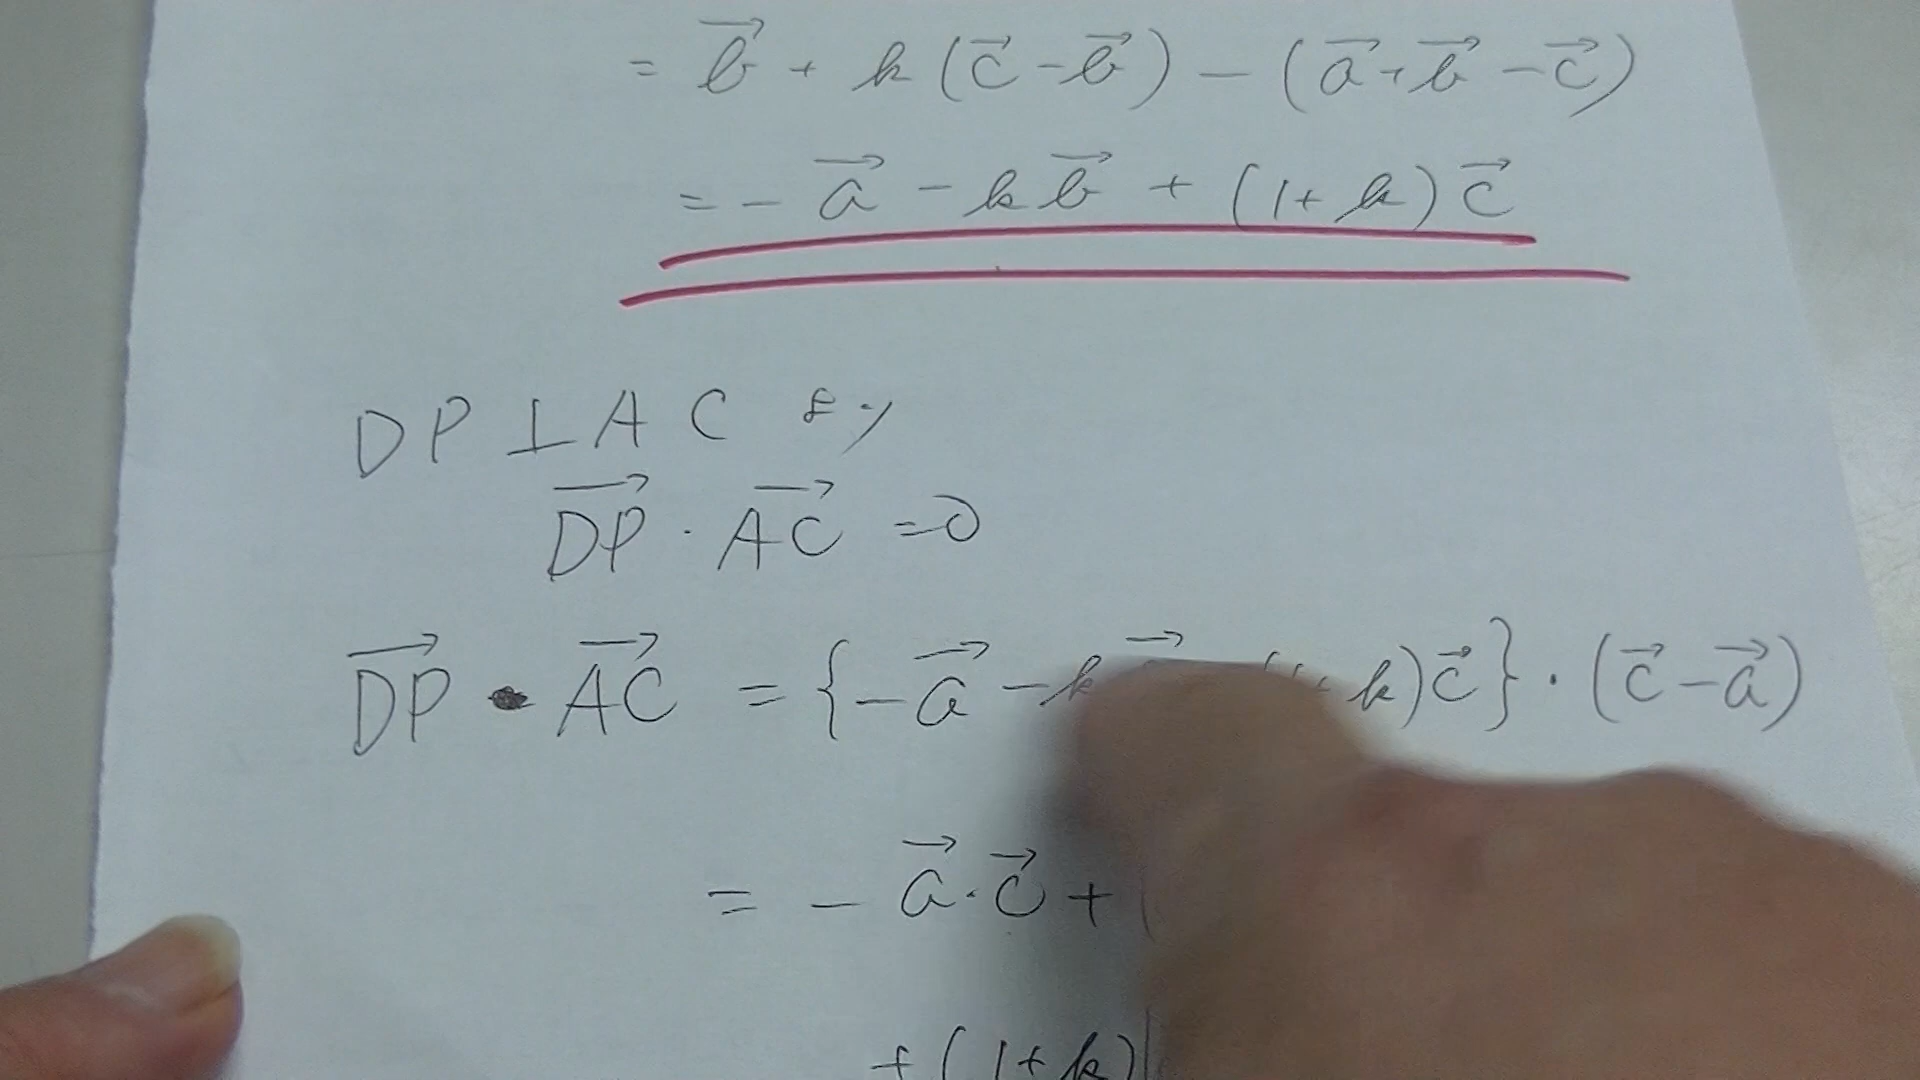 = b⃗ + k(c⃗ - b⃗) - (a⃗ + b⃗ - c⃗)
= - a⃗ - k b⃗ + (1 + k) c⃗
DP ⊥ AC より
DP⃗ · AC⃗ = 0
DP⃗ · AC⃗ = {- a⃗ - k k) c⃗} · (c⃗ - a⃗)
= - a⃗ · c⃗ +
+ (1 + k)